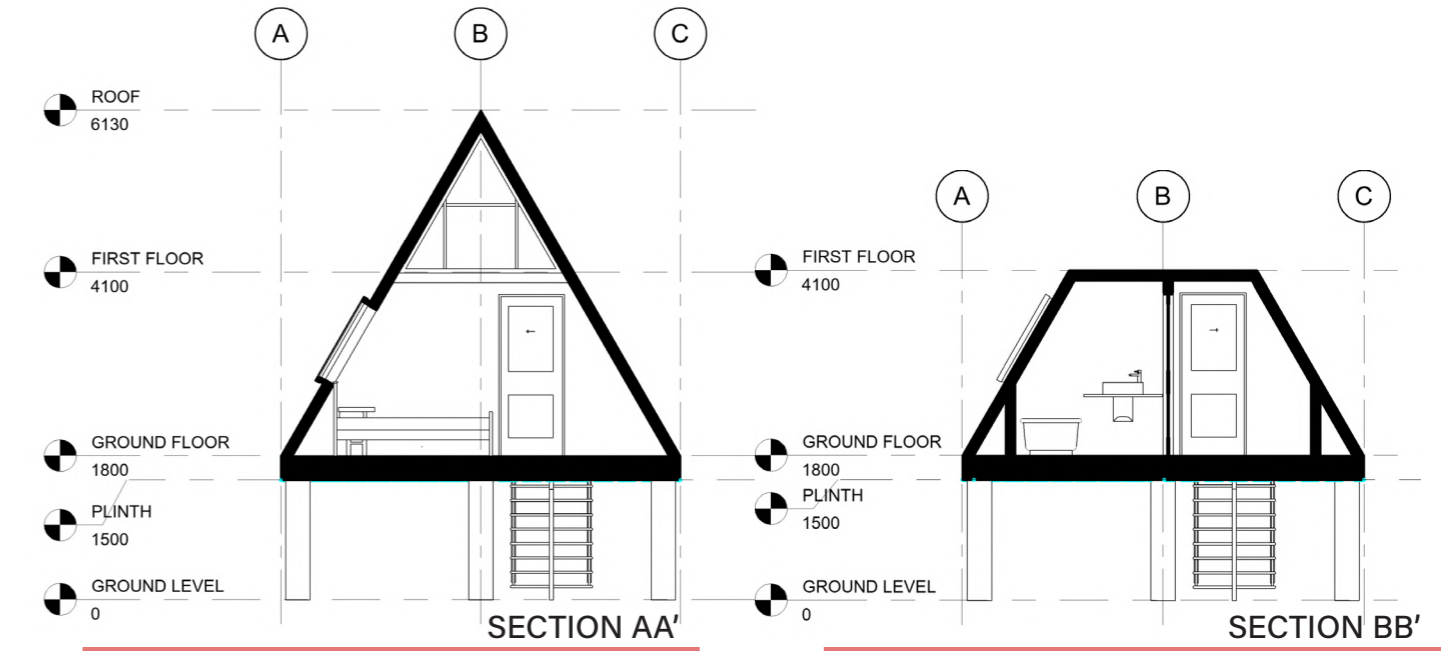 A B C
ROOF
6130
FIRST FLOOR
4100
GROUND FLOOR
1800
PLINTH
1500
GROUND LEVEL
0
SECTION AA'
A B C
FIRST FLOOR
4100
GROUND FLOOR
1800
PLINTH
1500
GROUND LEVEL
0
SECTION BB'